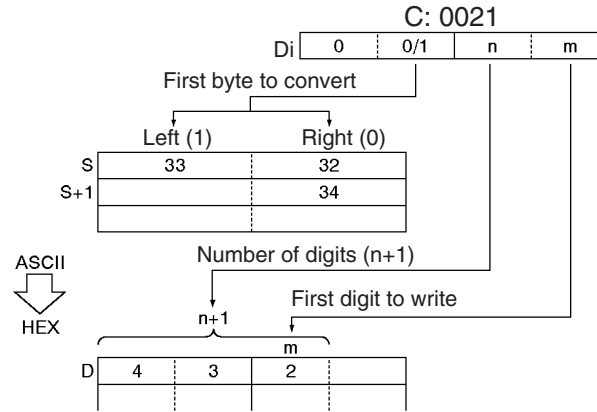 C: 0021
Di 0 0/1 n m
First byte to convert
Left (1) Right (0)
S 33 32
S+1 34
Number of digits (n+1)
ASCII
First digit to write
HEX
n+1
m
D 4 3 2